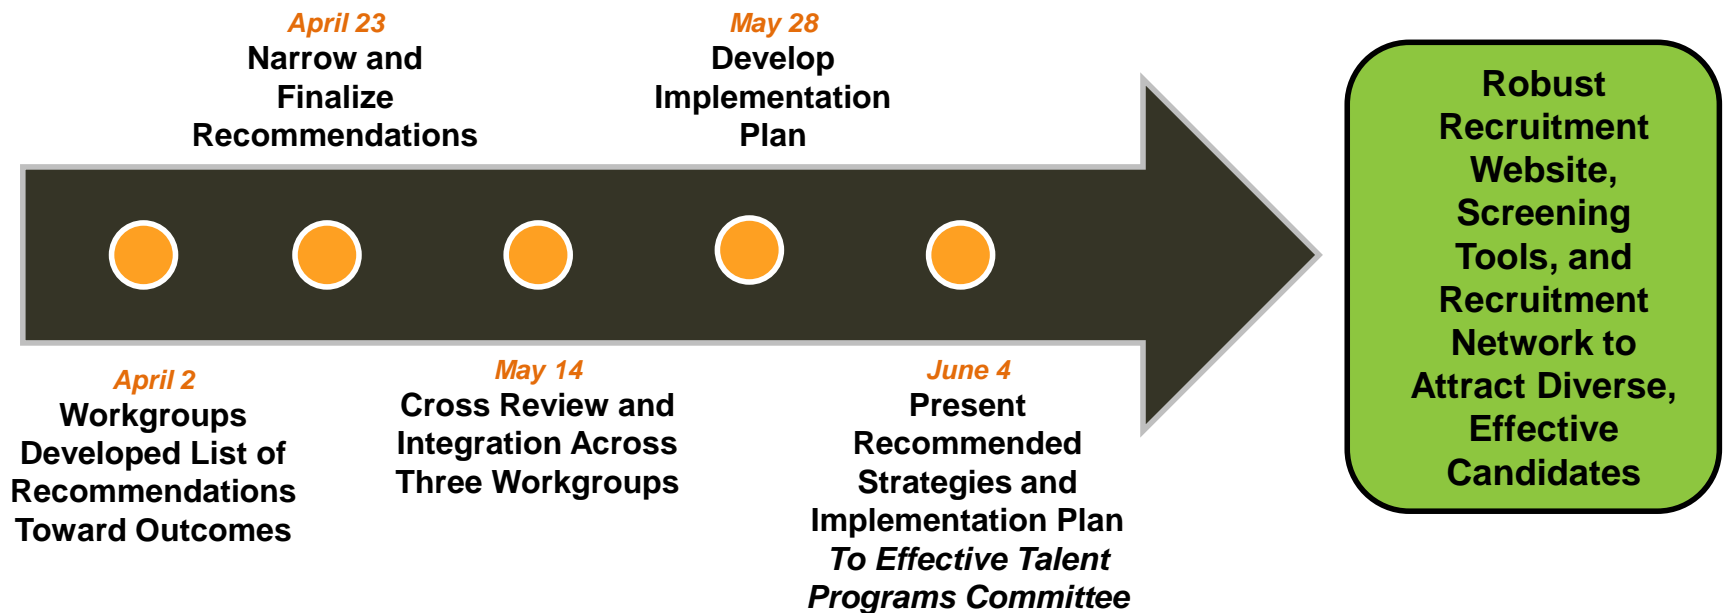 April 23
Narrow and
Finalize
Recommendations
May 28
Develop
Implementation
Plan
April 2
Workgroups
Developed List of
Recommendations
Toward Outcomes
May 14
Cross Review and
Integration Across
Three Workgroups
June 4
Present
Recommended
Strategies and
Implementation Plan
To Effective Talent
Programs Committee
Robust
Recruitment
Website,
Screening
Tools, and
Recruitment
Network to
Attract Diverse,
Effective
Candidates